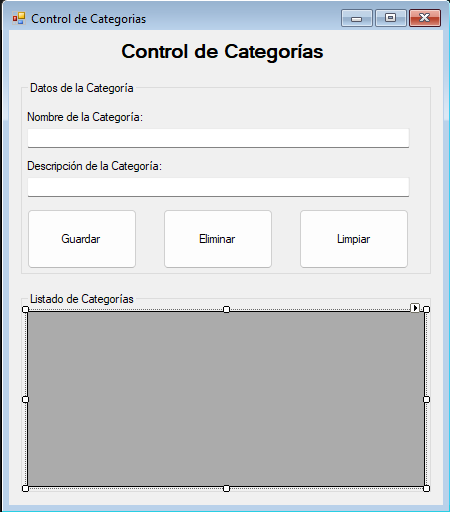 Control de Categorias
Control de Categorías
Datos de la Categoría
Nombre de la Categoría:
Descripción de la Categoría:
Guardar Eliminar Limpiar
Listado de Categorías